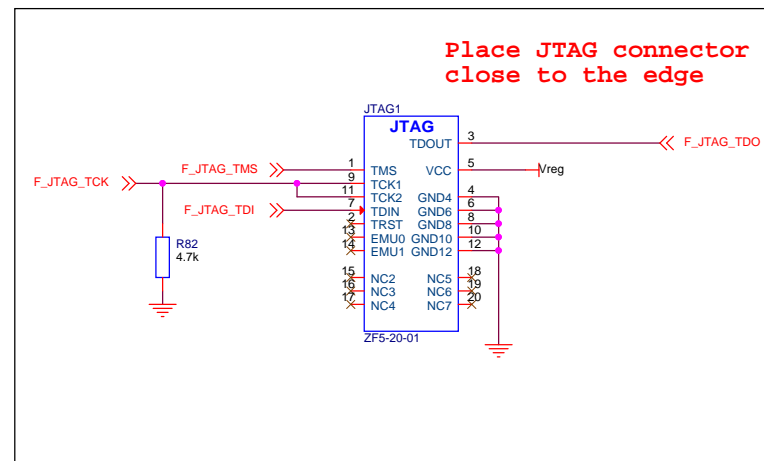 Place JTAG connector
close to the edge
JTAG1
JTAG
TDOUT 3 F_JTAG_TDO
F_JTAG_TMS 1 TMS VCC 5 Vreg
F_JTAG_TCK 9 TCK1 GND4 4
11 TCK2 GND6 6
F_JTAG_TDI 7 TDIN GND8 8
2 TRST GND10 10
13 EMU0 GND12 12
14 EMU1
R82
4.7k
15 NC2 NC5 18
16 NC3 NC6 19
17 NC4 NC7 20
ZF5-20-01